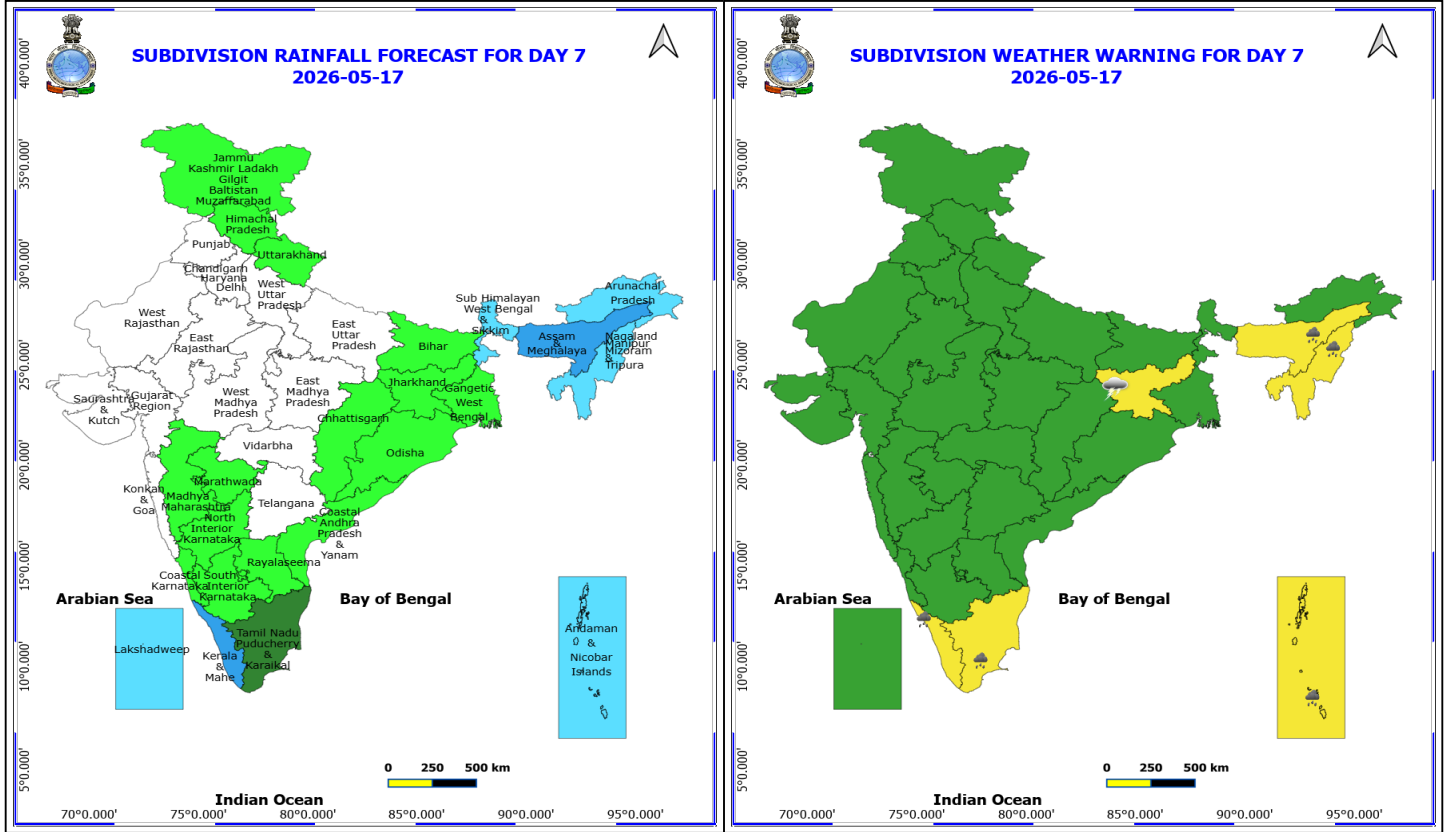 SUBDIVISION RAINFALL FORECAST FOR DAY 7
2026-05-17
40°0.000'
35°0.000'
30°0.000'
25°0.000'
20°0.000'
15°0.000'
10°0.000'
5°0.000'
Jammu
Kashmir Ladakh
Gilgit
Baltistan
Muzaffarabad
Himachal
Pradesh
Punjab
Uttarakhand
Chandigarh
Haryana
Delhi
West
Uttar
Pradesh
West
Rajasthan
East
Rajasthan
East
Uttar
Pradesh
Sub Himalayan
West Bengal
&
Sikkim
Arunachal
Pradesh
Assam
&
Meghalaya
Nagaland
Manipur
Mizoram
&
Tripura
Bihar
Jharkhand
Gangetic
West
Bengal
Saurashtra
&
Kutch
Gujarat
Region
West
Madhya
Pradesh
East
Madhya
Pradesh
Chhattisgarh
Vidarbha
Odisha
Konkan
&
Goa
Marathwada
Madhya
Maharashtra
North
Interior
Karnataka
Telangana
Coastal
Andhra
Pradesh
&
Yanam
Rayalaseema
Coastal
Karnataka
South
Interior
Karnataka
Arabian Sea
Bay of Bengal
Lakshadweep
Kerala
&
Mahe
Tamil Nadu
Puducherry
&
Karaikal
Andaman
&
Nicobar
Islands
0 250 500 km
Indian Ocean
70°0.000' 75°0.000' 80°0.000' 85°0.000' 90°0.000' 95°0.000'
SUBDIVISION WEATHER WARNING FOR DAY 7
2026-05-17
40°0.000'
35°0.000'
30°0.000'
25°0.000'
20°0.000'
15°0.000'
10°0.000'
5°0.000'
Arabian Sea
Bay of Bengal
0 250 500 km
Indian Ocean
70°0.000' 75°0.000' 80°0.000' 85°0.000' 90°0.000' 95°0.000'